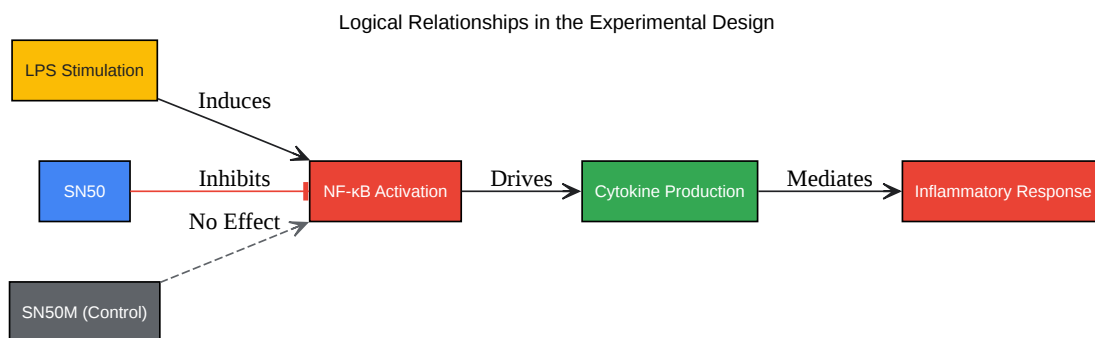 Logical Relationships in the Experimental Design
LPS Stimulation
Induces
SN50
Inhibits
NF-κB Activation
Drives
Cytokine Production
Mediates
Inflammatory Response
No Effect
SN50M (Control)